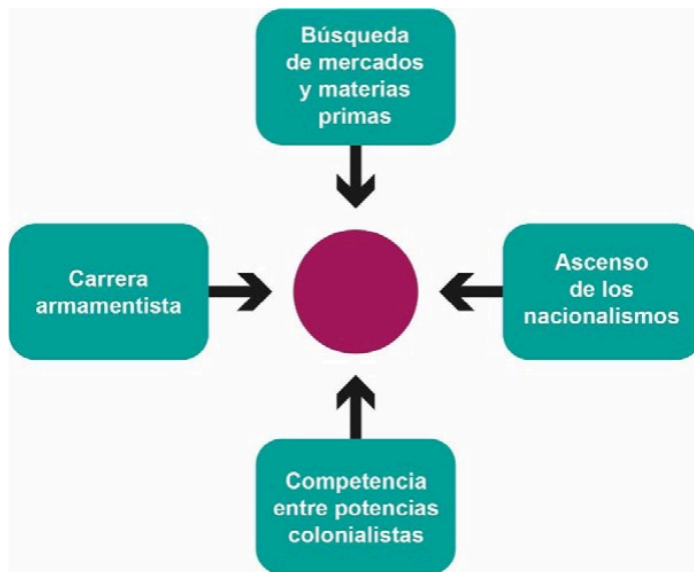 Búsqueda
de mercados
y materias
primas
Carrera
armamentista
Ascenso
de los
nacionalismos
Competencia
entre potencias
colonialistas